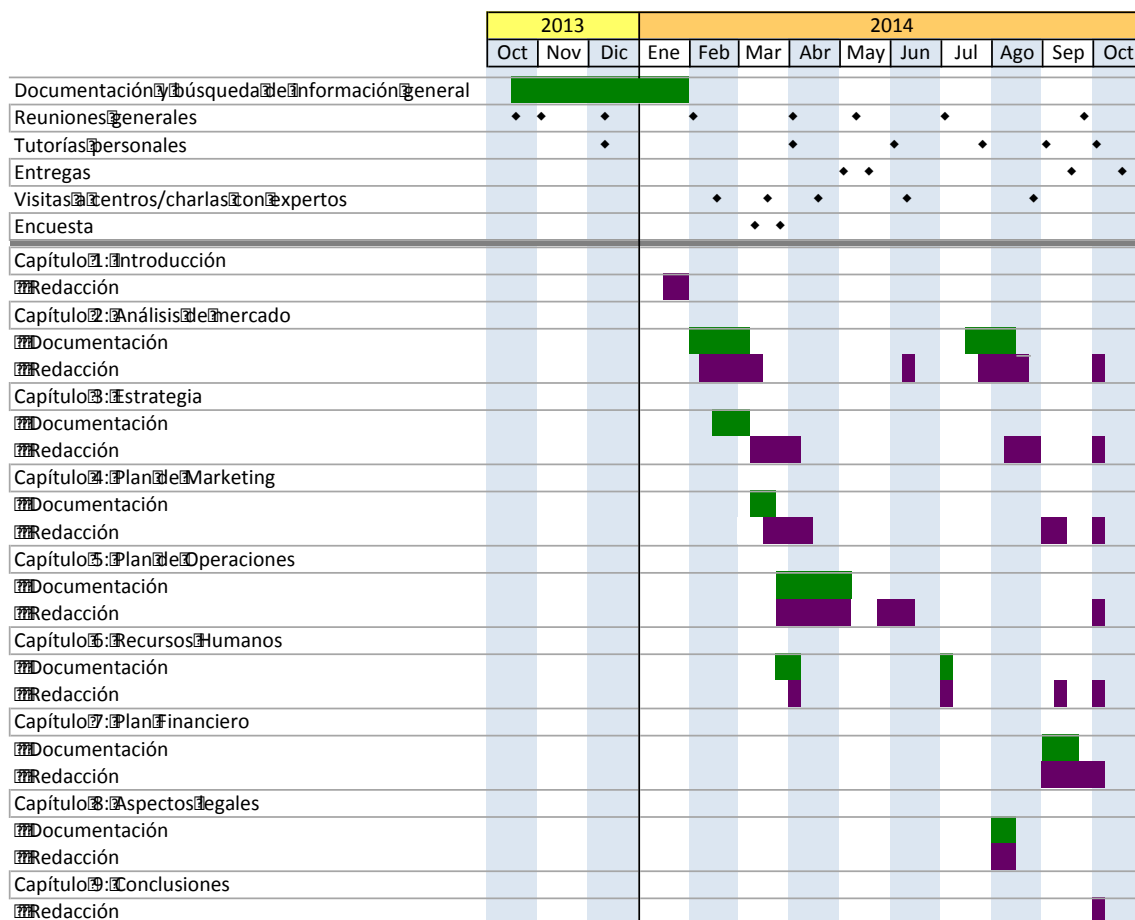 2013 2014
Oct Nov Dic Ene Feb Mar Abr May Jun Jul Ago Sep Oct
Documentación y búsqueda de información general
Reuniones generales
Tutorías personales
Entregas
Visitas a centros/charlas con expertos
Encuesta
Capítulo 1: Introducción
Redacción
Capítulo 2: Análisis de mercado
Documentación
Redacción
Capítulo 3: Estrategia
Documentación
Redacción
Capítulo 4: Plan de Marketing
Documentación
Redacción
Capítulo 5: Plan de Operaciones
Documentación
Redacción
Capítulo 6: Recursos Humanos
Documentación
Redacción
Capítulo 7: Plan Financiero
Documentación
Redacción
Capítulo 8: Aspectos legales
Documentación
Redacción
Capítulo 9: Conclusiones
Redacción